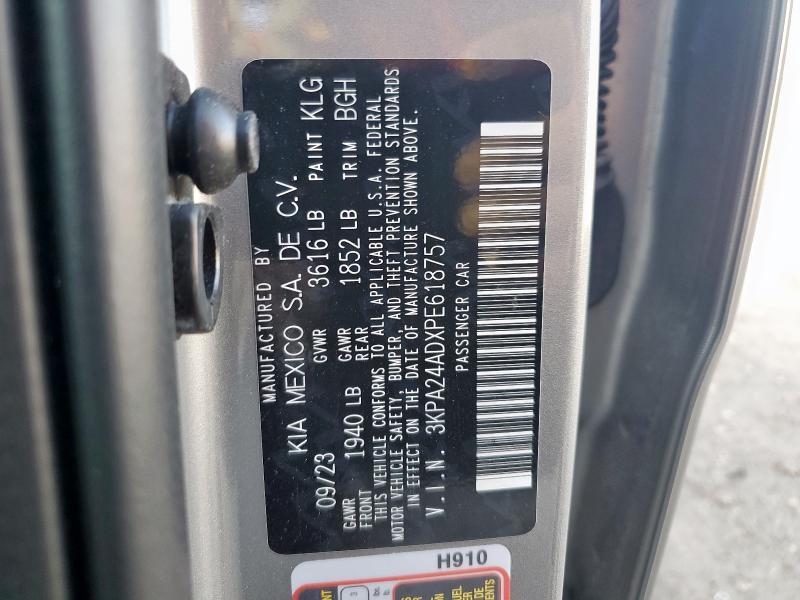 MANUFACTURED BY
KIA MEXICO S.A. DE C.V.
09/23 GVWR 3616 LB PAINT KLG
GAWR FRONT 1940 LB GAWR REAR 1852 LB TRIM BGH
THIS VEHICLE CONFORMS TO ALL APPLICABLE U.S.A. FEDERAL
MOTOR VEHICLE SAFETY, BUMPER, AND THEFT PREVENTION STANDARDS
IN EFFECT ON THE DATE OF MANUFACTURE SHOWN ABOVE.
V.I.N. 3KPA24ADXPE618757
PASSENGER CAR
H910